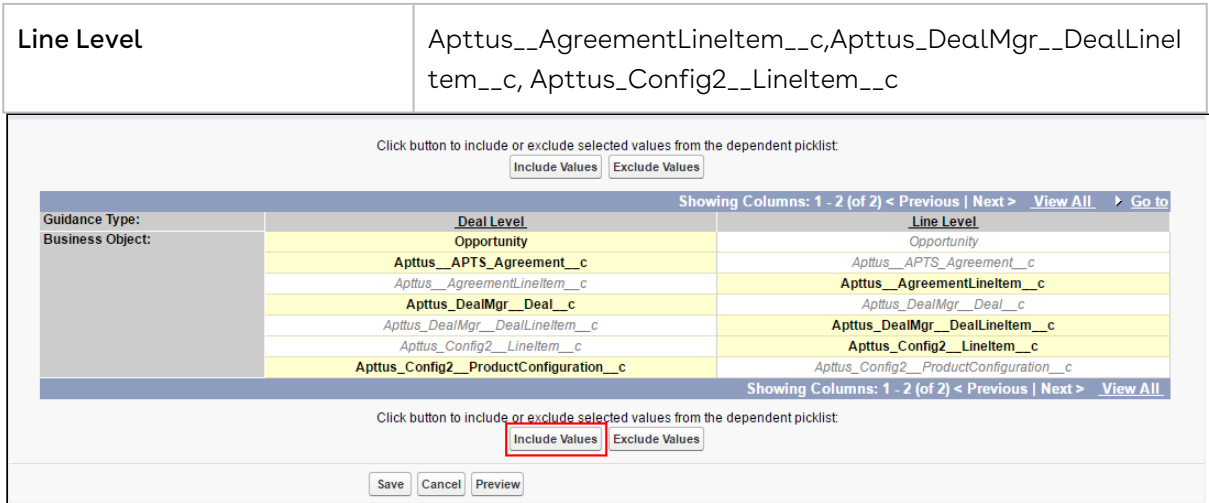 Line Level
Apttus__AgreementLineItem__c,Apttus_DealMgr__DealLineI
tem__c, Apttus_Config2__LineItem__c
Click button to include or exclude selected values from the dependent picklist:
Include Values Exclude Values
Showing Columns: 1 - 2 (of 2) < Previous | Next > View All Go to
Guidance Type: Deal Level Line Level
Business Object: Opportunity Opportunity
Apttus__APTS_Agreement__c Apttus__APTS_Agreement__c
Apttus__AgreementLineItem__c Apttus__AgreementLineItem__c
Apttus_DealMgr__Deal__c Apttus_DealMgr__Deal__c
Apttus_DealMgr__DealLineItem__c Apttus_DealMgr__DealLineItem__c
Apttus_Config2__LineItem__c Apttus_Config2__LineItem__c
Apttus_Config2__ProductConfiguration__c Apttus_Config2__ProductConfiguration__c
Showing Columns: 1 - 2 (of 2) < Previous | Next > View All
Click button to include or exclude selected values from the dependent picklist:
Include Values Exclude Values
Save Cancel Preview